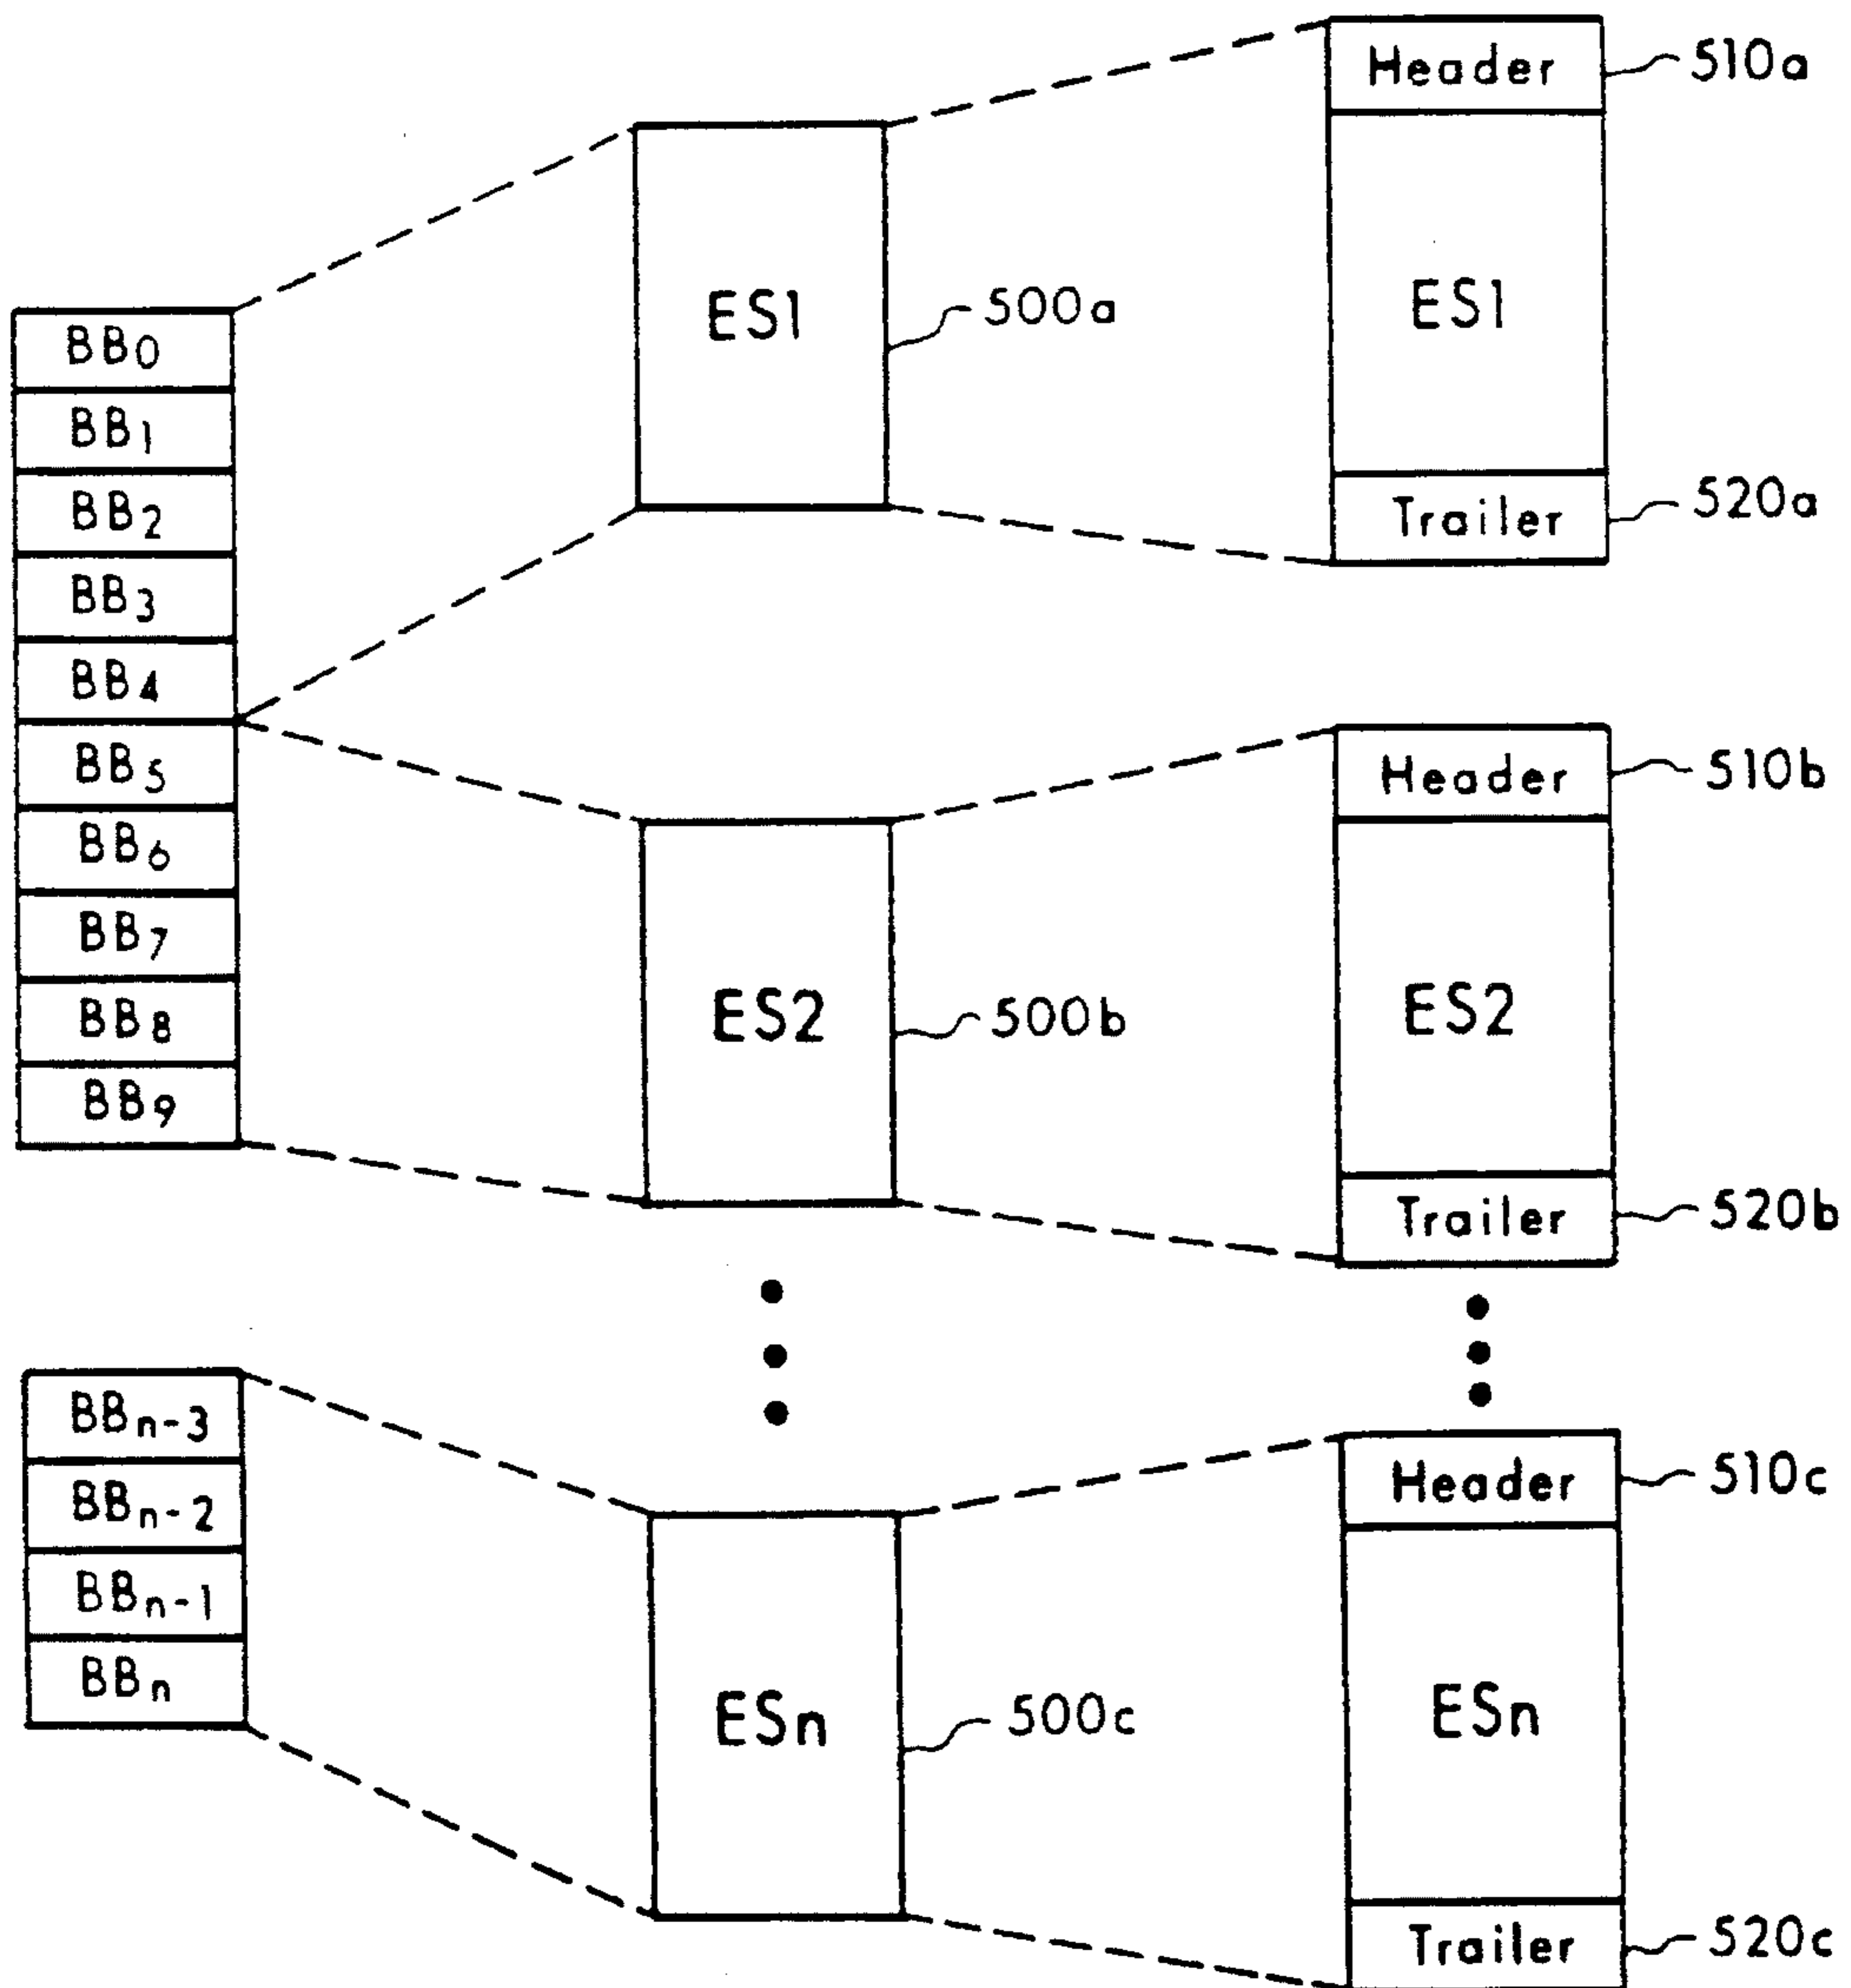 BB0
BB1
BB2
BB3
BB4
BB5
BB6
BB7
BB8
BB9
BBn-3
BBn-2
BBn-1
BBn
ES1
500a
ES2
500b
ESn
500c
Header
510a
ES1
Trailer
520a
Header
510b
ES2
Trailer
520b
Header
510c
ESn
Trailer
520c